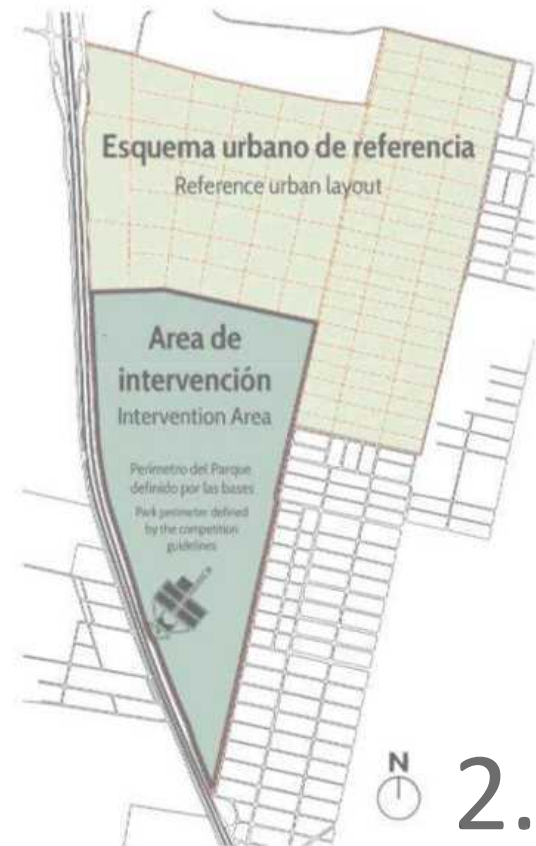 Esquema urbano de referencia
Reference urban layout
Area de
intervención
Intervention Area
Perímetro del Parque
definido por las bases
Park perimeter defined
by the competition
guidelines
N
2.